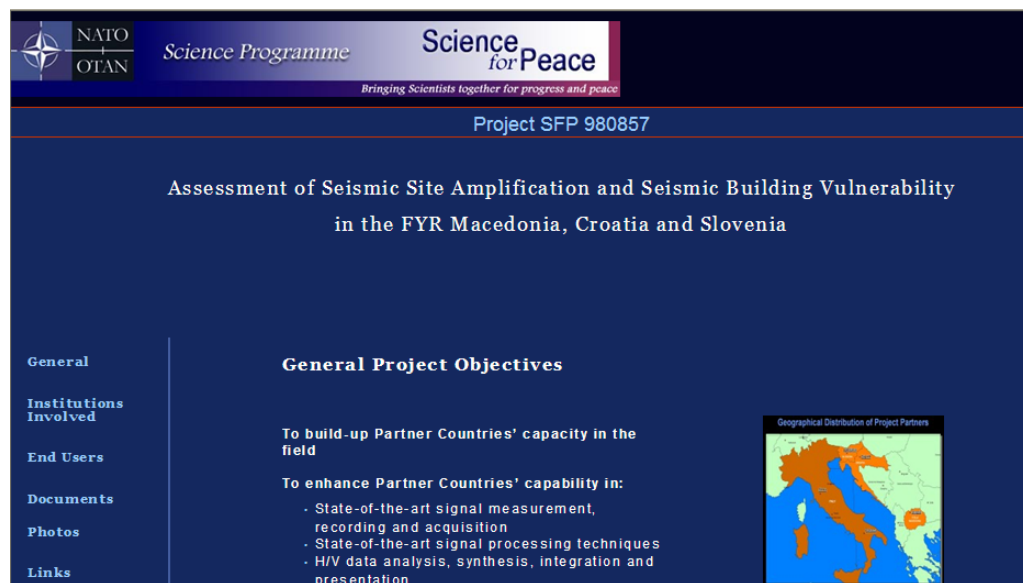 NATO
OTAN
Science Programme
Science
for Peace
Bringing Scientists together for progress and peace
Project SFP 980857
Assessment of Seismic Site Amplification and Seismic Building Vulnerability
in the FYR Macedonia, Croatia and Slovenia
General
Institutions
Involved
End Users
Documents
Photos
Links
General Project Objectives
To build-up Partner Countries' capacity in the
field
To enhance Partner Countries' capability in:
· State-of-the-art signal measurement,
recording and acquisition
· State-of-the-art signal processing techniques
· H/V data analysis, synthesis, integration and
presentation
Geographical Distribution of Project Partners